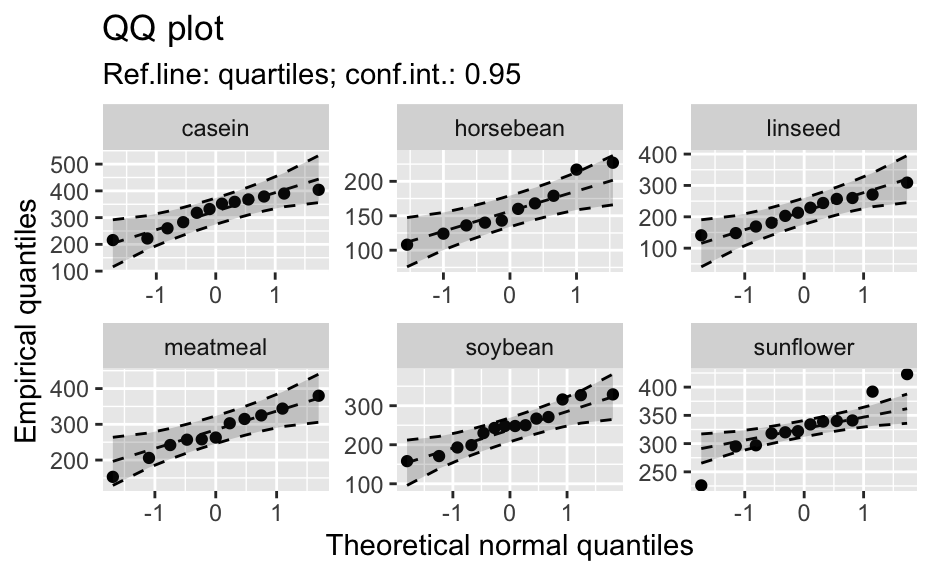 QQ plot
Ref.line: quartiles; conf.int.: 0.95
casein horsebean linseed
500
400
300
200
100
-1 0 1
200
150
100
-1 0 1
400
300
200
100
-1 0 1
meatmeal soybean sunflower
400
300
200
-1 0 1
300
200
100
-1 0 1
400
350
300
250
-1 0 1
Empirical quantiles
Theoretical normal quantiles